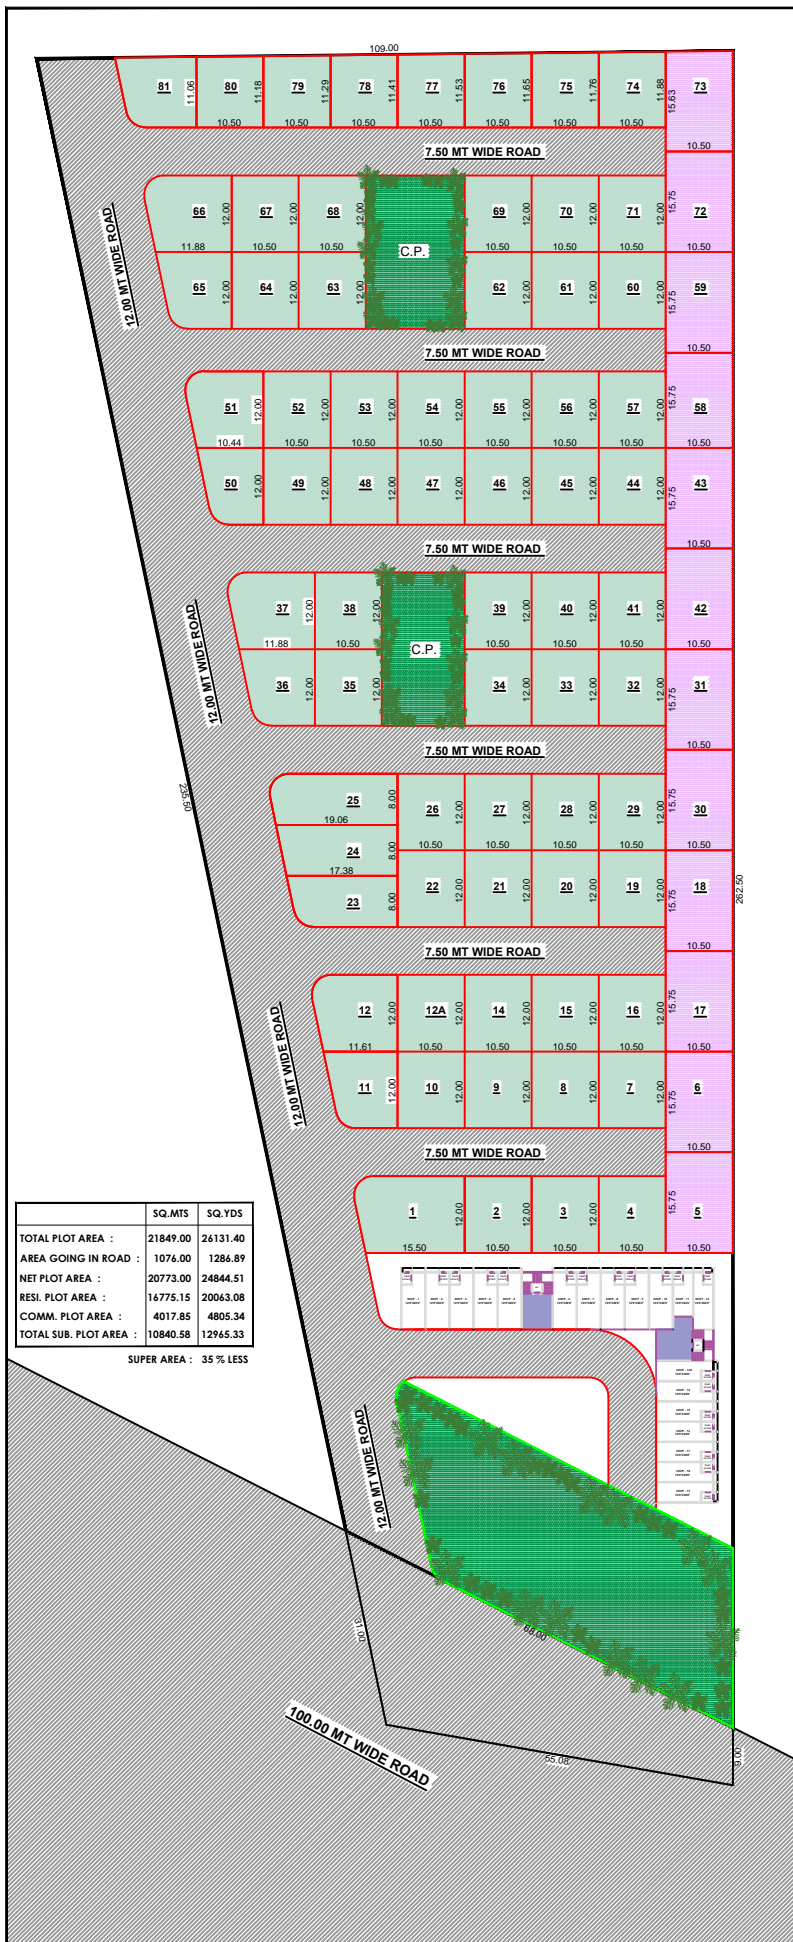 109.00
81 11.06 80 11.18 79 11.29 78 11.41 77 11.53 76 11.65 75 11.76 74 11.88 15.63 73
10.50 10.50 10.50 10.50 10.50 10.50 10.50
10.50
7.50 MT WIDE ROAD
12.00 MT WIDE ROAD
66 12.00 67 12.00 68 12.00 69 12.00 70 12.00 71 12.00 15.75 72
C.P.
11.88 10.50 10.50 10.50 10.50 10.50 10.50
65 12.00 64 12.00 63 12.00 62 12.00 61 12.00 60 12.00 15.75 59
7.50 MT WIDE ROAD 10.50
51 12.00 52 12.00 53 12.00 54 12.00 55 12.00 56 12.00 57 12.00 15.75 58
10.44 10.50 10.50 10.50 10.50 10.50 10.50 10.50
50 12.00 49 12.00 48 12.00 47 12.00 46 12.00 45 12.00 44 12.00 15.75 43
7.50 MT WIDE ROAD 10.50
12.00 MT WIDE ROAD
37 12.00 38 12.00 39 12.00 40 12.00 41 12.00 42
11.88 10.50 C.P. 10.50 10.50 10.50 10.50
36 12.00 35 12.00 34 12.00 33 12.00 32 12.00 15.75 31
7.50 MT WIDE ROAD 10.50
235.50
25 8.00 26 12.00 27 12.00 28 12.00 29 12.00 15.75 30
19.06
24 8.00 10.50 10.50 10.50 10.50 10.50
17.38
23 8.00 22 12.00 21 12.00 20 12.00 19 12.00 15.75 18
262.50
7.50 MT WIDE ROAD 10.50
12.00 MT WIDE ROAD
12 12.00 12A 12.00 14 12.00 15 12.00 16 12.00 15.75 17
11.61 10.50 10.50 10.50 10.50 10.50
11 12.00 10 12.00 9 12.00 8 12.00 7 12.00 15.75 6
7.50 MT WIDE ROAD 10.50
1 12.00 2 12.00 3 12.00 4 12.00 15.75 5
15.50 10.50 10.50 10.50 10.50
SQ.MTS SQ.YDS
TOTAL PLOT AREA : 21849.00 26131.40
AREA GOING IN ROAD : 1076.00 1286.89
NET PLOT AREA : 20773.00 24844.51
RESI. PLOT AREA : 16775.15 20063.08
COMM. PLOT AREA : 4017.85 4805.34
TOTAL SUB. PLOT AREA : 10840.58 12965.33
SUPER AREA : 35 % LESS
12.00 MT WIDE ROAD
31.00
68.00
100.00 MT WIDE ROAD
55.08
9.00